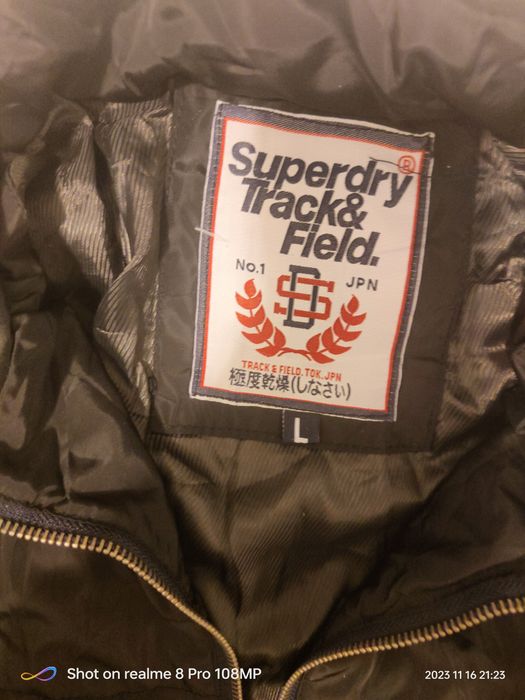 Superdry®
Track&
Field.
No.1
JPN
DS
TRACK & FIELD. TOK. JPN
極度乾燥(しなさい)
L
Shot on realme 8 Pro 108MP
2023 11 16 21:23